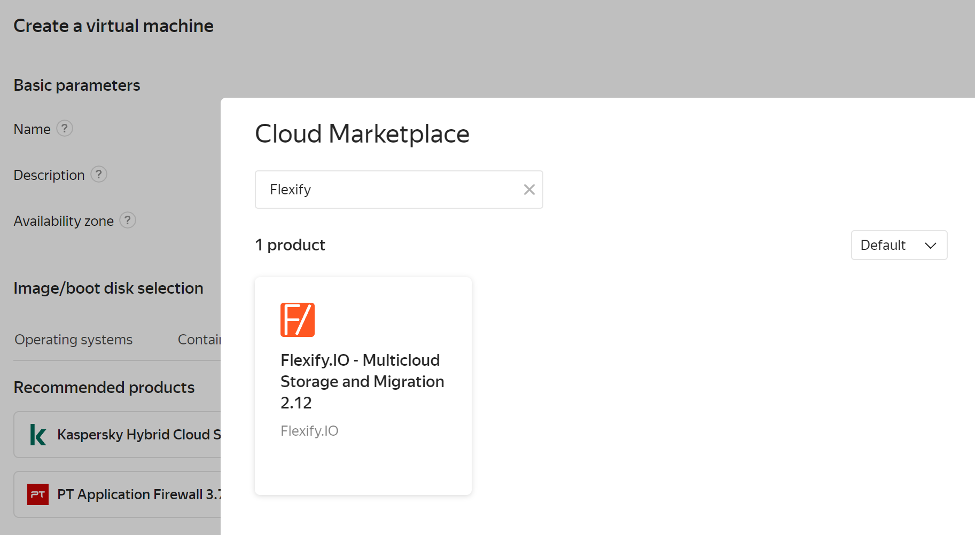 Create a virtual machine
Basic parameters
Name ?
Description ?
Availability zone ?
Image/boot disk selection
Operating systems
Recommended products
Kaspersky Hybrid Cloud
PT PT Application Firewall
Cloud Marketplace
Flexify
1 product
Default
F/
Flexify.IO - Multicloud
Storage and Migration
2.12
Flexify.IO